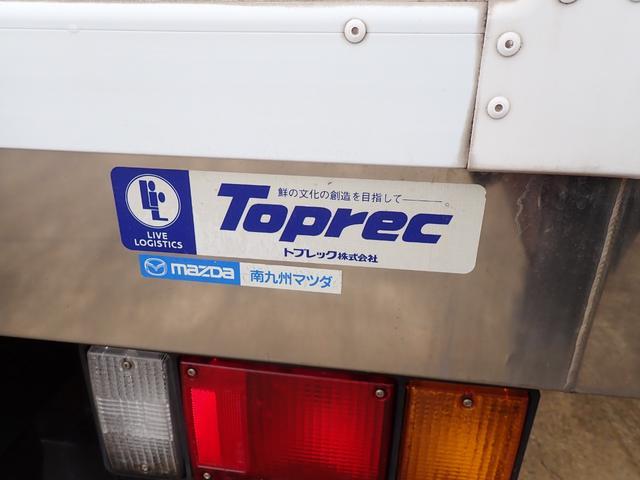 鮮の文化の創造を目指して――。
Toprec
LIVE
LOGISTICS
トプレック株式会社
mazda 南九州マツダ